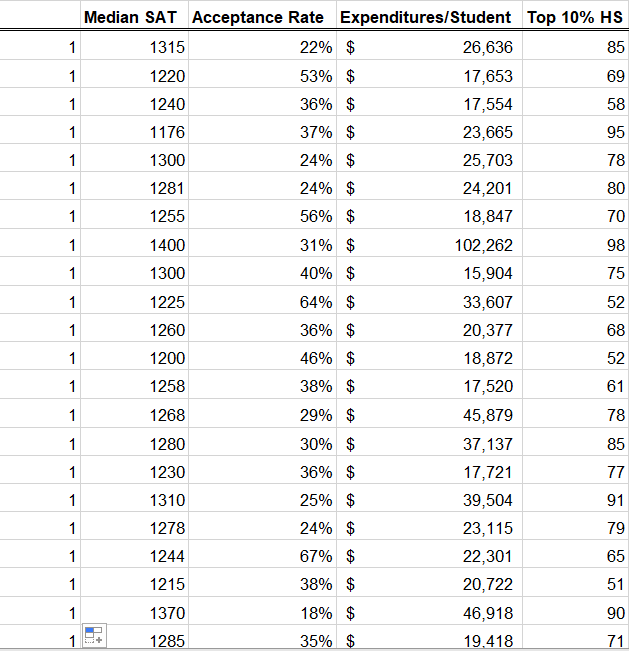 Median SAT Acceptance Rate Expenditures/Student Top 10% HS
1 1315 22% $ 26,636 85
1 1220 53% $ 17,653 69
1 1240 36% $ 17,554 58
1 1176 37% $ 23,665 95
1 1300 24% $ 25,703 78
1 1281 24% $ 24,201 80
1 1255 56% $ 18,847 70
1 1400 31% $ 102,262 98
1 1300 40% $ 15,904 75
1 1225 64% $ 33,607 52
1 1260 36% $ 20,377 68
1 1200 46% $ 18,872 52
1 1258 38% $ 17,520 61
1 1268 29% $ 45,879 78
1 1280 30% $ 37,137 85
1 1230 36% $ 17,721 77
1 1310 25% $ 39,504 91
1 1278 24% $ 23,115 79
1 1244 67% $ 22,301 65
1 1215 38% $ 20,722 51
1 1370 18% $ 46,918 90
1 1285 35% $ 19,418 71